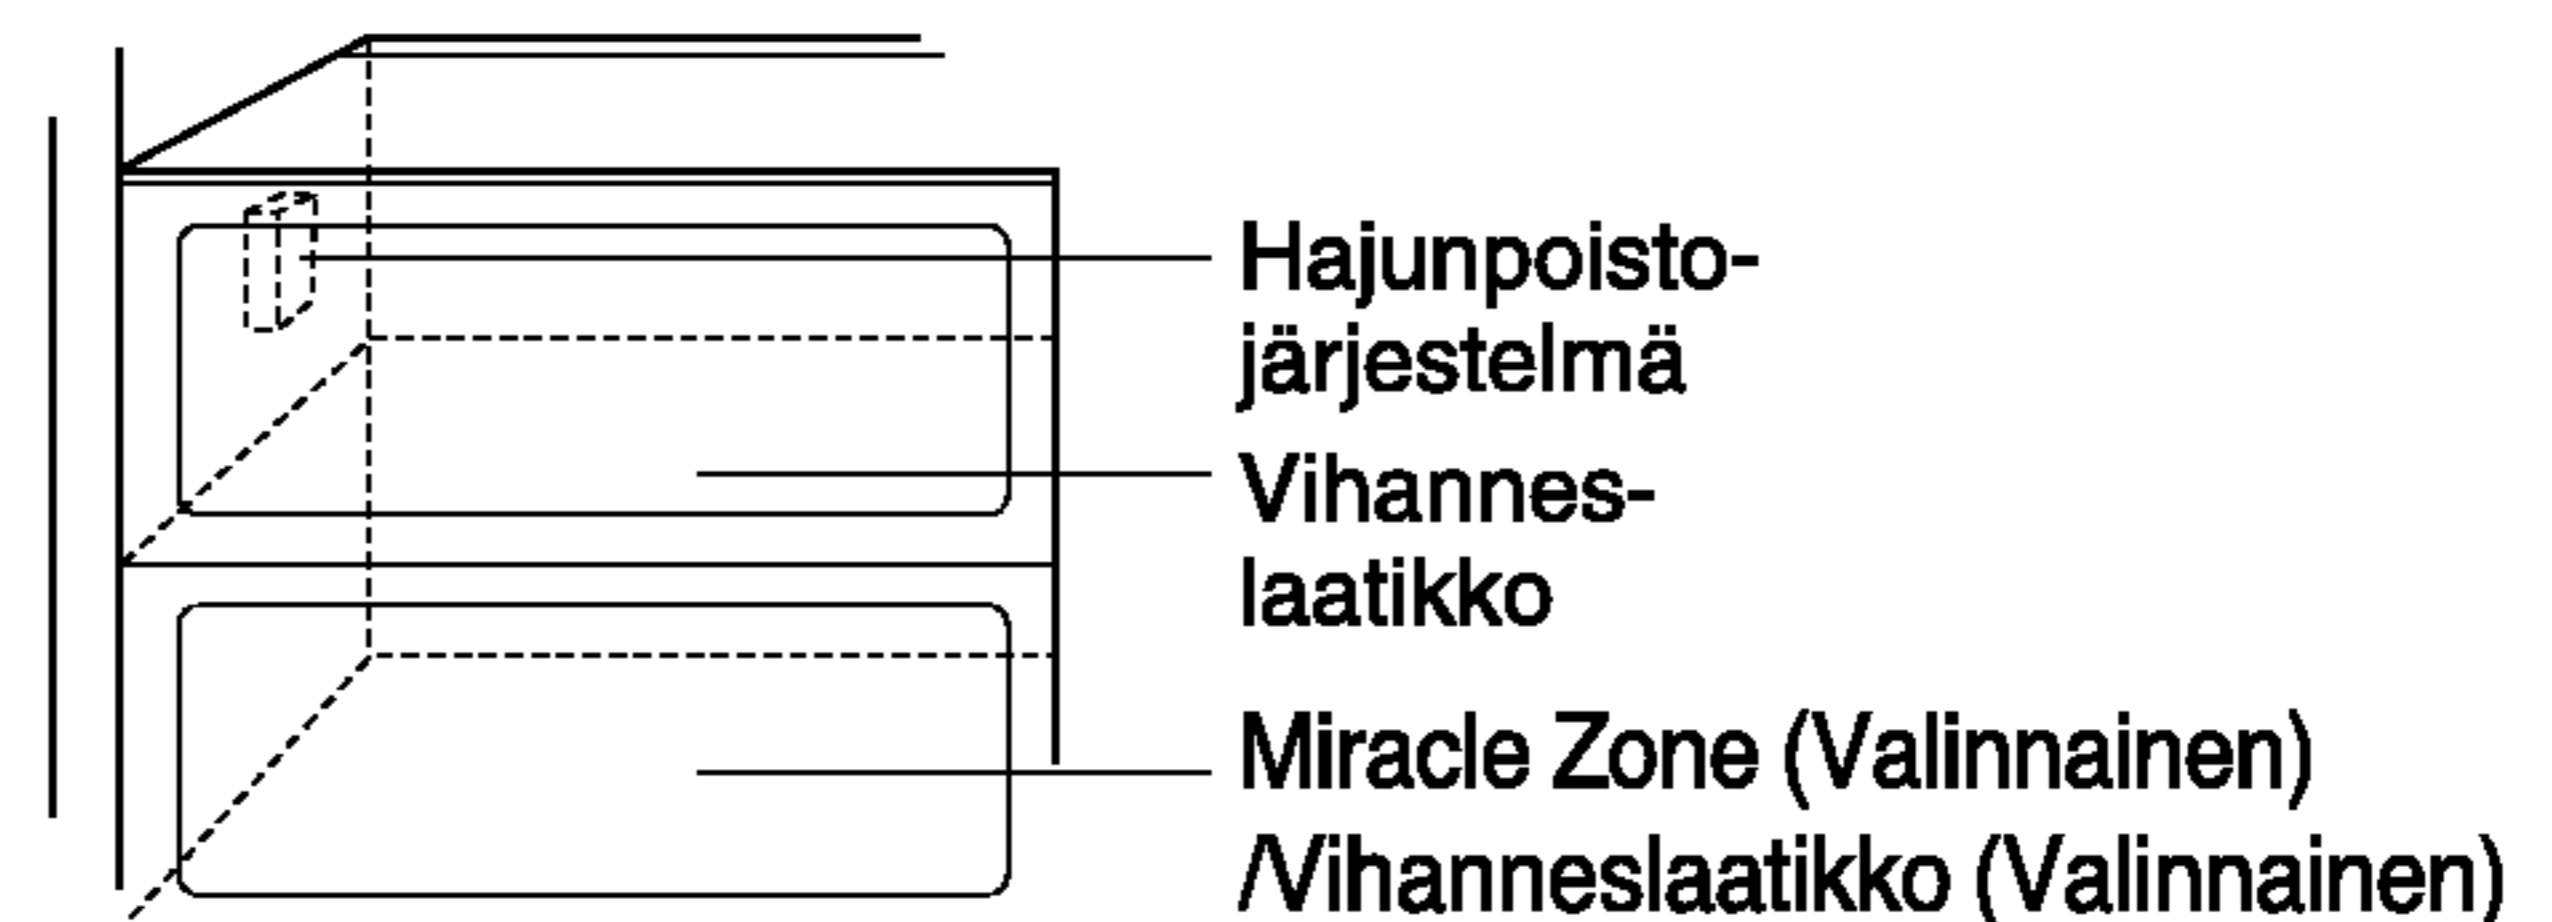 Hajunpoisto-
järjestelmä
Vihannes-
laatikko
Miracle Zone (Valinnainen)
/Vihanneslaatikko (Valinnainen)